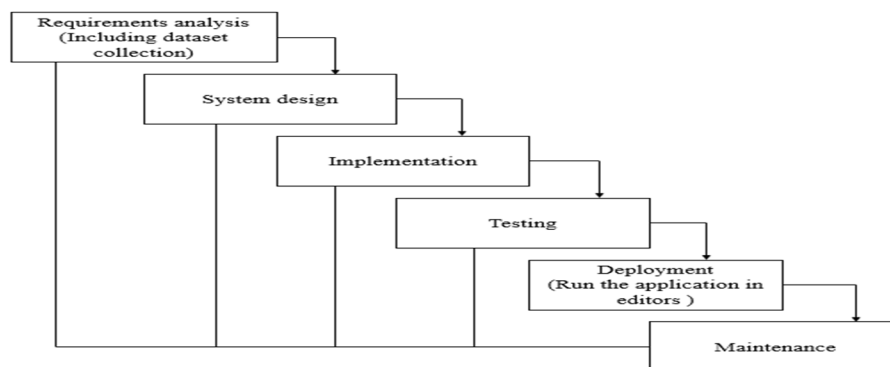 Requirements analysis
(Including dataset
collection)
System design
Implementation
Testing
Deployment
(Run the application in
editors )
Maintenance